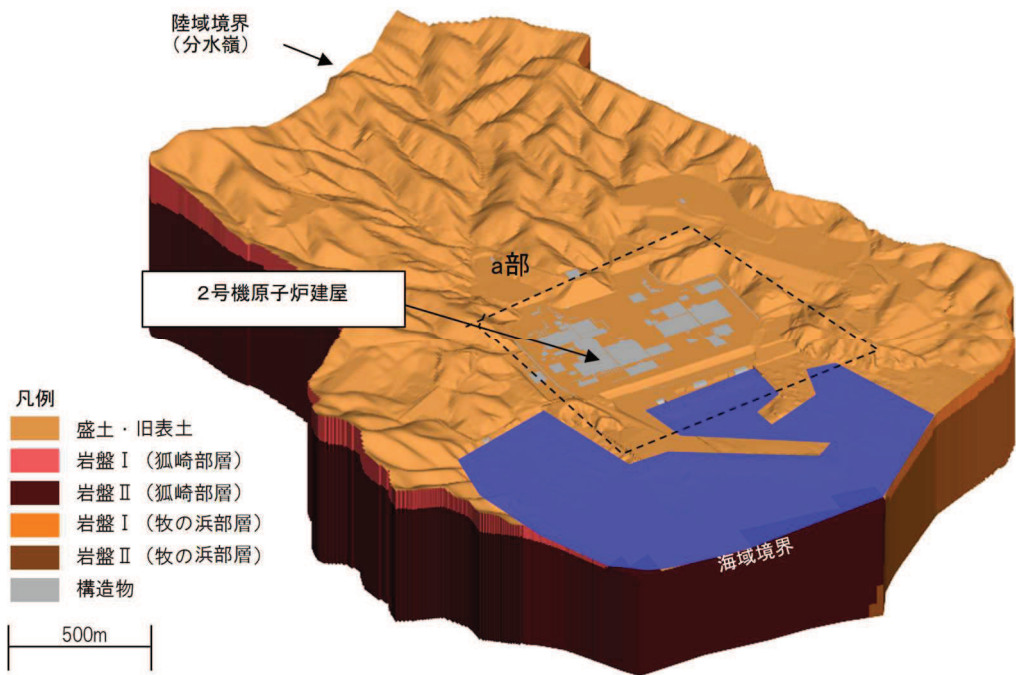 陸域境界
（分水嶺）
a部
２号機原子炉建屋
凡例
盛土・旧表土
岩盤Ⅰ（狐崎部層）
岩盤Ⅱ（狐崎部層）
岩盤Ⅰ（牧の浜部層）
岩盤Ⅱ（牧の浜部層）
構造物
500m
海域境界